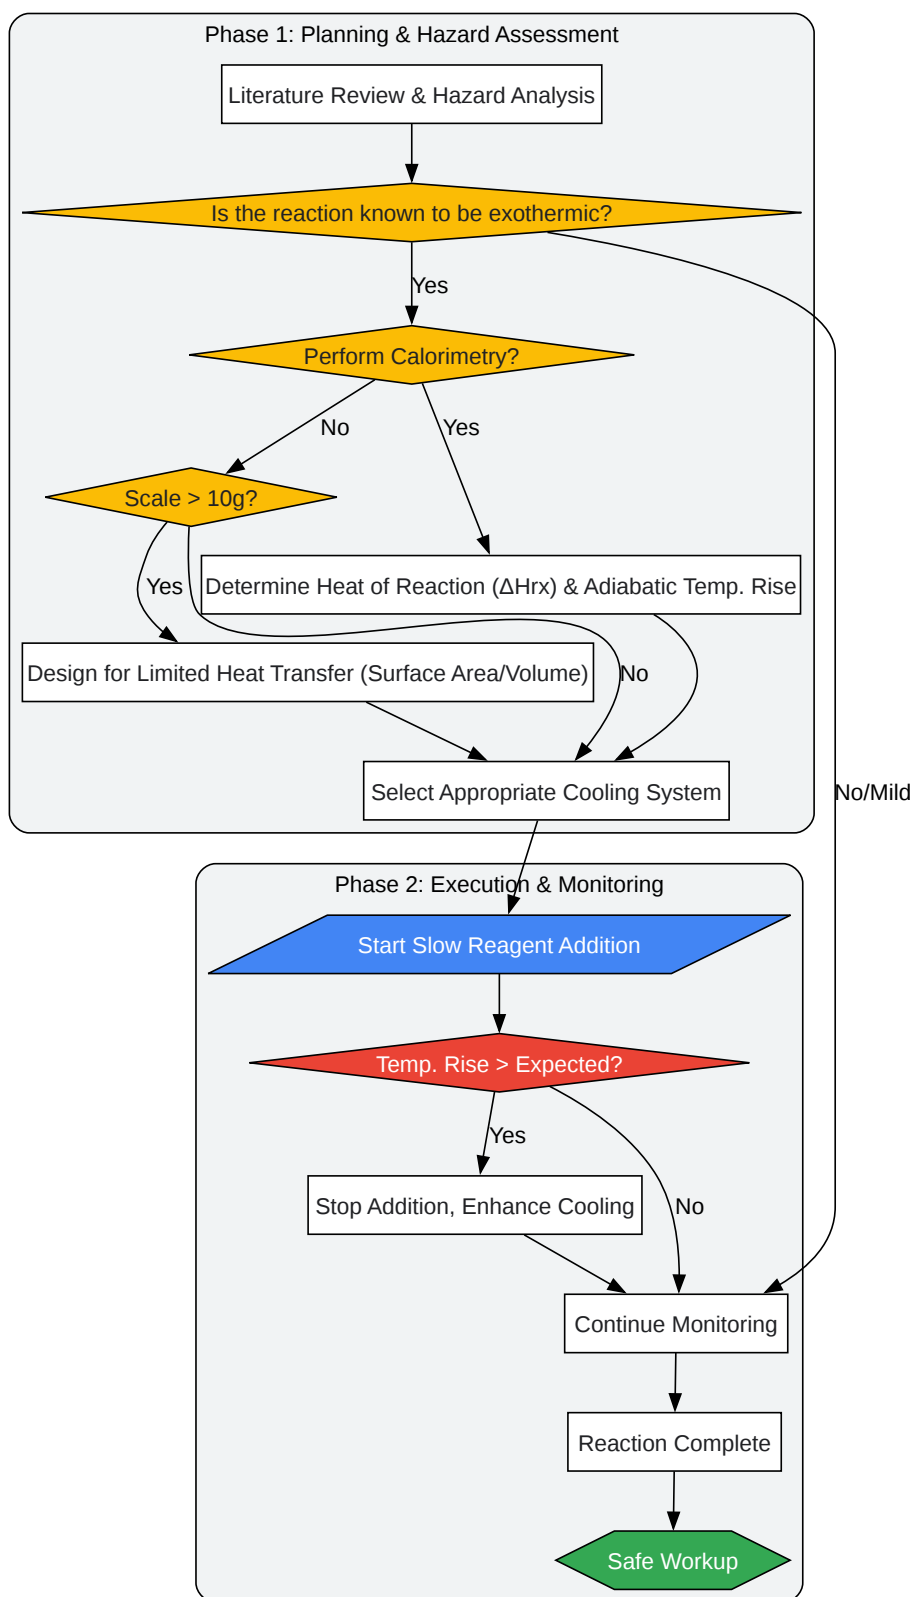 Phase 1: Planning & Hazard Assessment
Literature Review & Hazard Analysis
Is the reaction known to be exothermic?
Yes
Perform Calorimetry?
No
Yes
Scale > 10g?
Yes
Determine Heat of Reaction (ΔHrx) & Adiabatic Temp. Rise
Design for Limited Heat Transfer (Surface Area/Volume)
No
Select Appropriate Cooling System
No/Mild
Phase 2: Execution & Monitoring
Start Slow Reagent Addition
Temp. Rise > Expected?
Yes
Stop Addition, Enhance Cooling
No
Continue Monitoring
Reaction Complete
Safe Workup